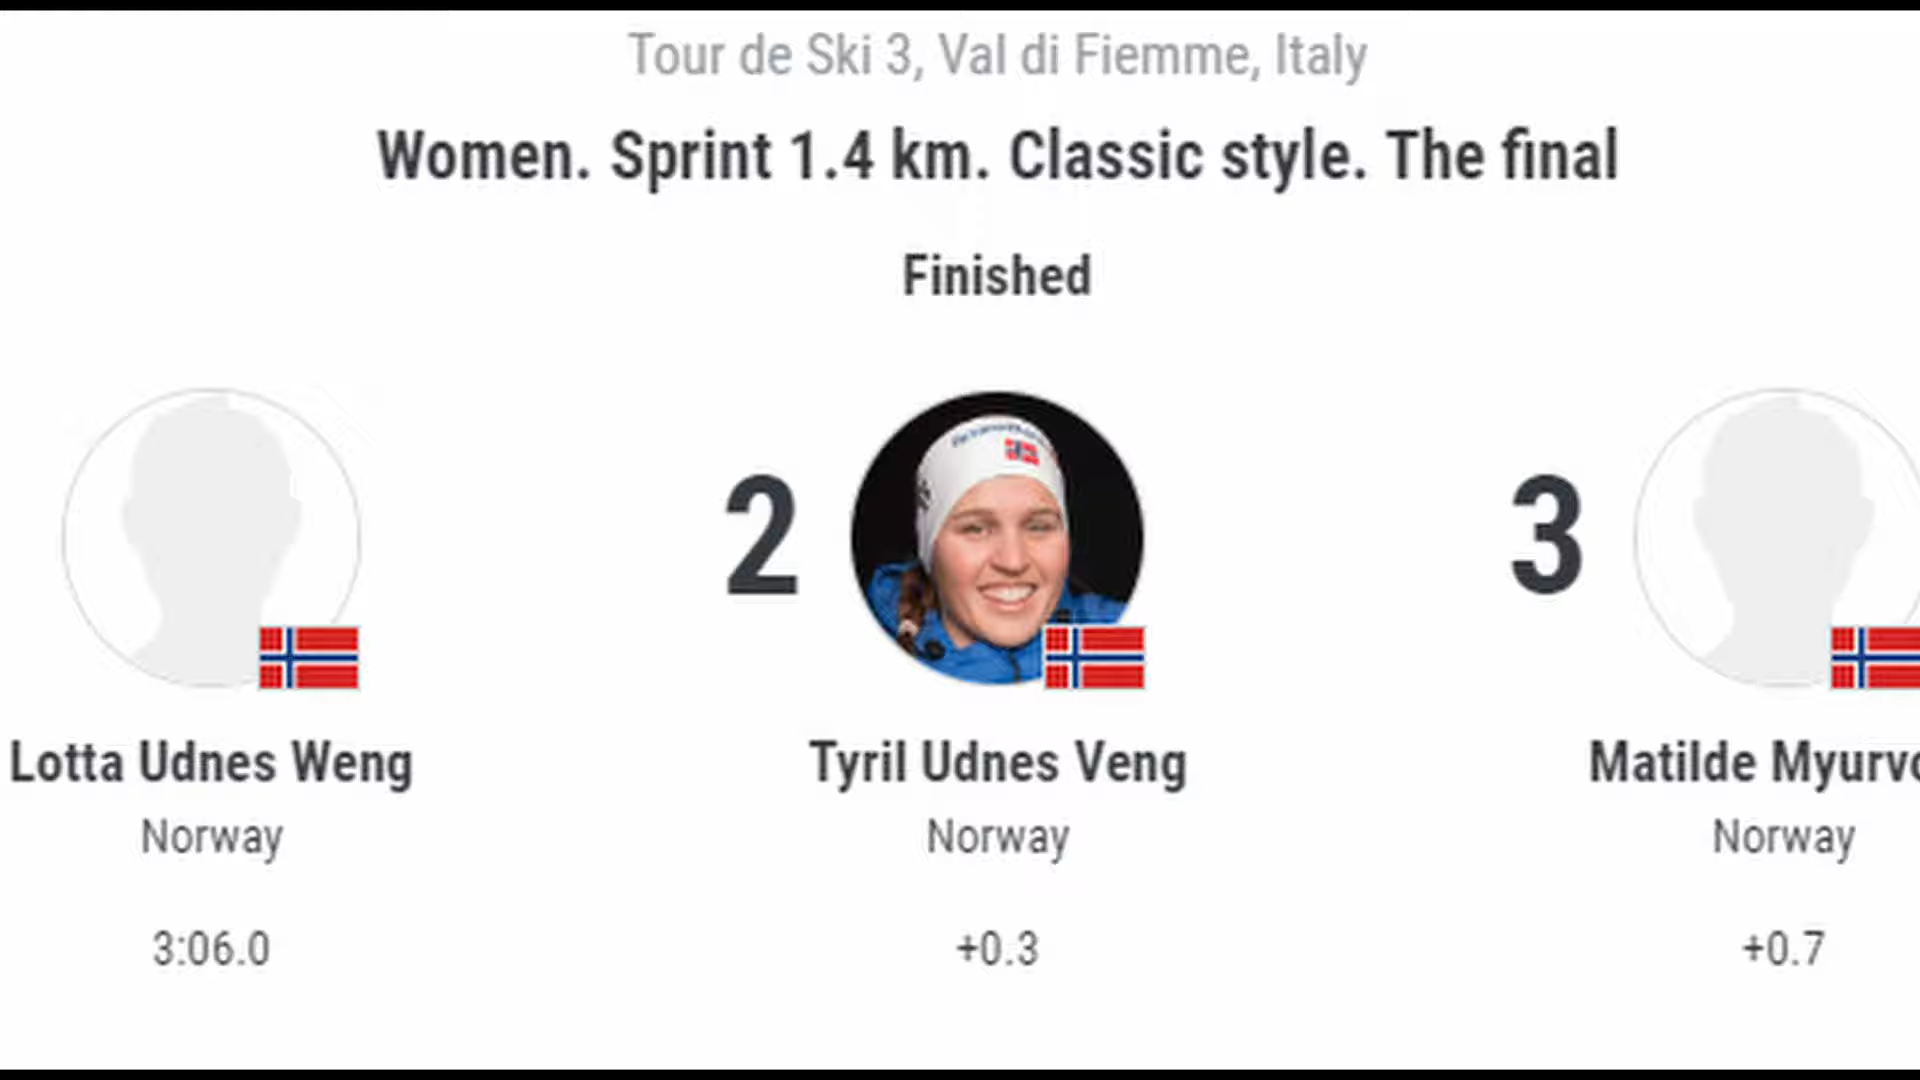 Tour de Ski 3, Val di Fiemme, Italy
Women. Sprint 1.4 km. Classic style. The final
Finished
2
3
Lotta Udnes Weng
Tyril Udnes Veng
Matilde
Norway
Norway
Norway
3:06.0
+0.3
+0.7